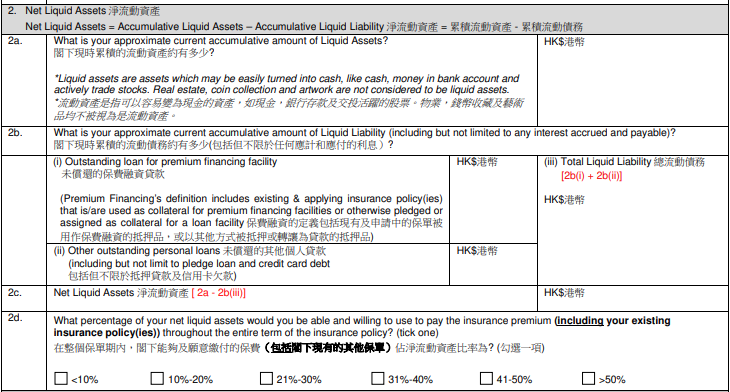 2. Net Liquid Assets 淨流動資產
Net Liquid Assets = Accumulative Liquid Assets – Accumulative Liquid Liability 淨流動資產 = 累積流動資產 - 累積流動債務
2a. What is your approximate current accumulative amount of Liquid Assets? HK$港幣
閣下現時累積的流動資產約有多少?
*Liquid assets are assets which may be easily turned into cash, like cash, money in bank account and
actively trade stocks. Real estate, coin collection and artwork are not considered to be liquid assets.
*流動資產是指可以容易變為現金的資產，如現金，銀行存款及交投活躍的股票。物業，錢幣收藏及藝術
品均不被視為是流動資產。
2b. What is your approximate current accumulative amount of Liquid Liability (including but not limited to any interest accrued and payable)?
閣下現時累積的流動債務約有多少(包括但不限於任何應計和應付的利息）?
(i) Outstanding loan for premium financing facility HK$港幣
未償還的保費融資貸款
(Premium Financing's definition includes existing & applying insurance policy(ies)
that is/are used as collateral for premium financing facilities or otherwise pledged or
assigned as collateral for a loan facility 保費融資的定義包括現有及申請中的保單被
用作保費融資的抵押品，或以其他方式被抵押或轉讓為貸款的抵押品)
(iii) Total Liquid Liability 總流動債務
[2b(i) + 2b(ii)]
HK$港幣
(ii) Other outstanding personal loans 未償還的其他個人貸款 HK$港幣
(including but not limit to pledge loan and credit card debt
包括但不限於抵押貸款及信用卡欠款)
2c. Net Liquid Assets 淨流動資產 [ 2a - 2b(iii)] HK$港幣
2d. What percentage of your net liquid assets would you be able and willing to use to pay the insurance premium (including your existing
insurance policy(ies)) throughout the entire term of the insurance policy? (tick one)
在整個保單期內，閣下能夠及願意繳付的保費（包括閣下現有的其他保單）佔淨流動資產比率為? (勾選一項)
<10% 10%-20% 21%-30% 31%-40% 41-50% >50%